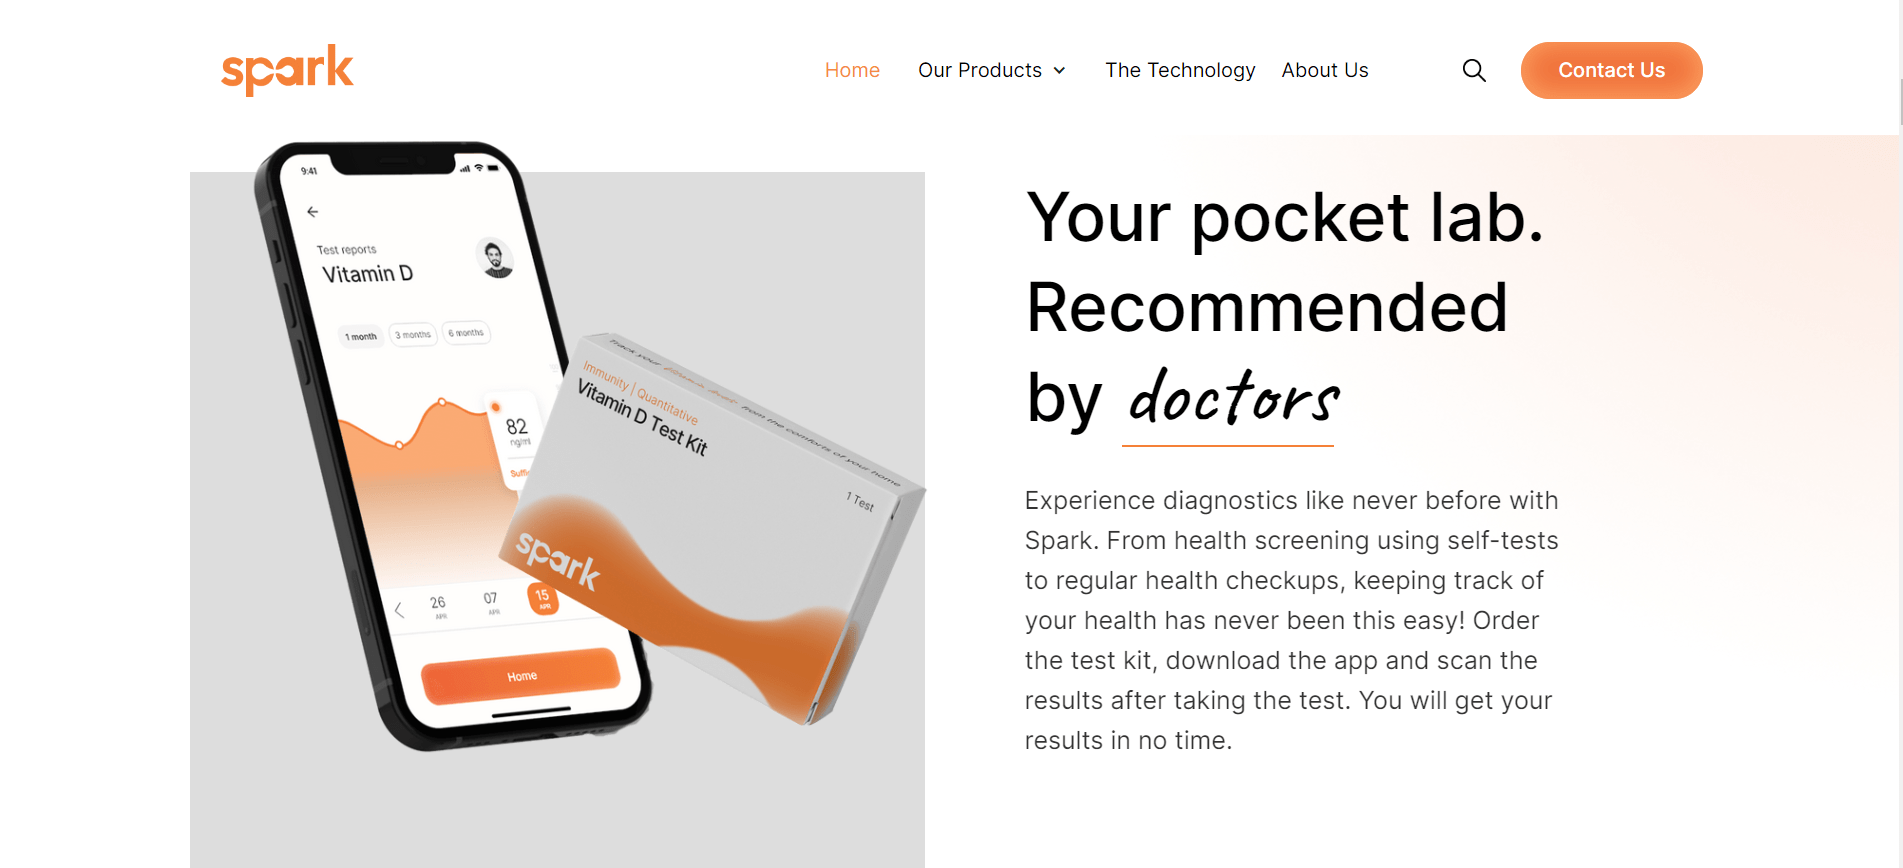 spark
Home
Our Products
The Technology
About Us
Contact Us
9:41
Test reports
Vitamin D
1 month
3 months
6 months
82
ng/ml
26
APR
07
APR
15
APR
Home
Track your
from the comforts of your home
Immunity | Quantitative
Vitamin D Test Kit
1 Test
spark
Your pocket lab.
Recommended
by doctors
Experience diagnostics like never before with
Spark. From health screening using self-tests
to regular health checkups, keeping track of
your health has never been this easy! Order
the test kit, download the app and scan the
results after taking the test. You will get your
results in no time.